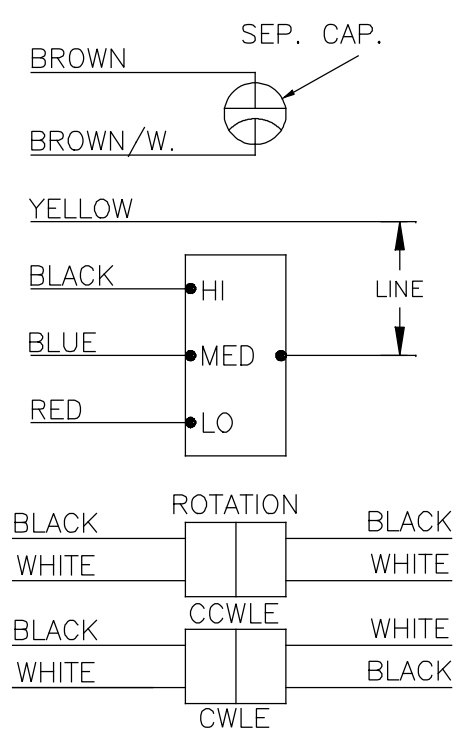 SEP. CAP.
BROWN
BROWN/W.
YELLOW
BLACK
HI
LINE
BLUE
MED
RED
LO
ROTATION
BLACK BLACK
WHITE WHITE
CCWLE
BLACK WHITE
WHITE BLACK
CWLE